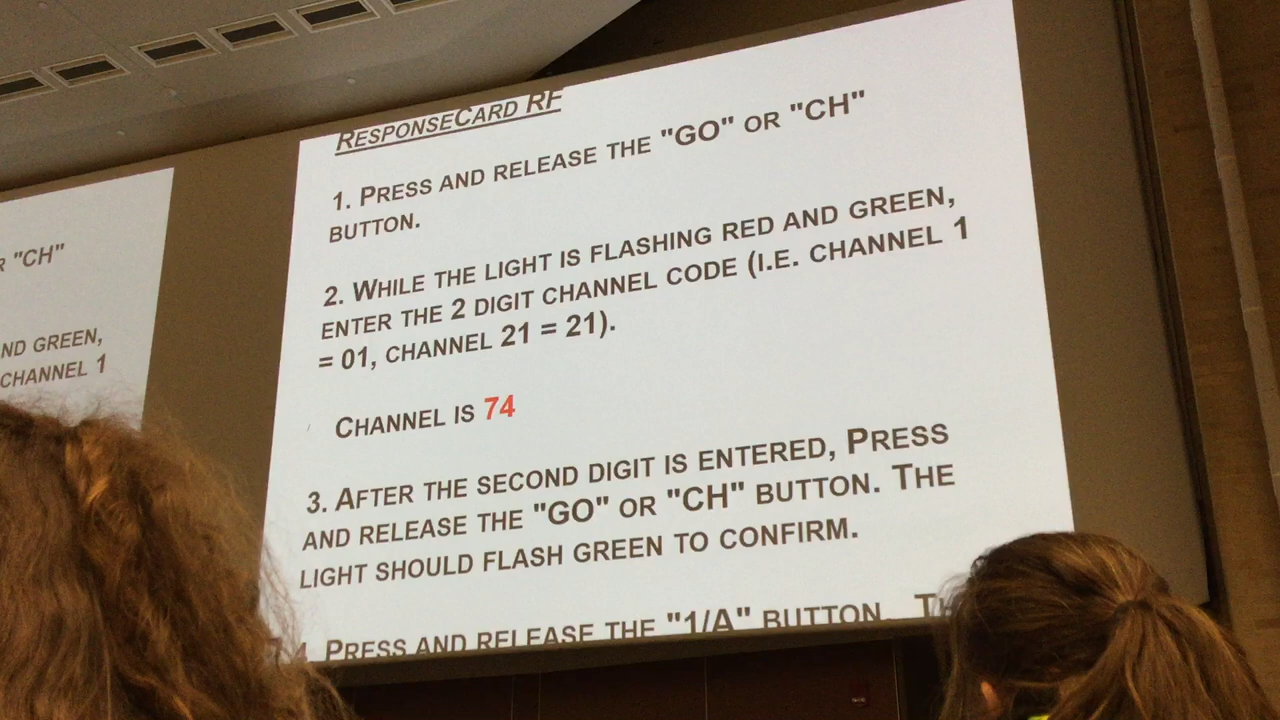 RESPONSECARD RF
1. PRESS AND RELEASE THE "GO" OR "CH"
BUTTON.
2. WHILE THE LIGHT IS FLASHING RED AND GREEN,
ENTER THE 2 DIGIT CHANNEL CODE (I.E. CHANNEL 1
= 01, CHANNEL 21 = 21).
CHANNEL IS 74
3. AFTER THE SECOND DIGIT IS ENTERED, PRESS
AND RELEASE THE "GO" OR "CH" BUTTON. THE
LIGHT SHOULD FLASH GREEN TO CONFIRM.
4. PRESS AND RELEASE THE "1/A" BUTTON.
"CH"
GREEN,
CHANNEL 1